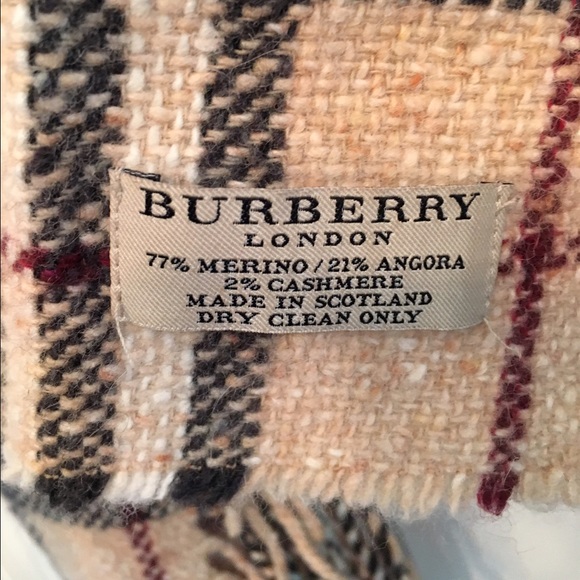 BURBERRY
LONDON
77% MERINO / 21% ANGORA
2% CASHMERE
MADE IN SCOTLAND
DRY CLEAN ONLY